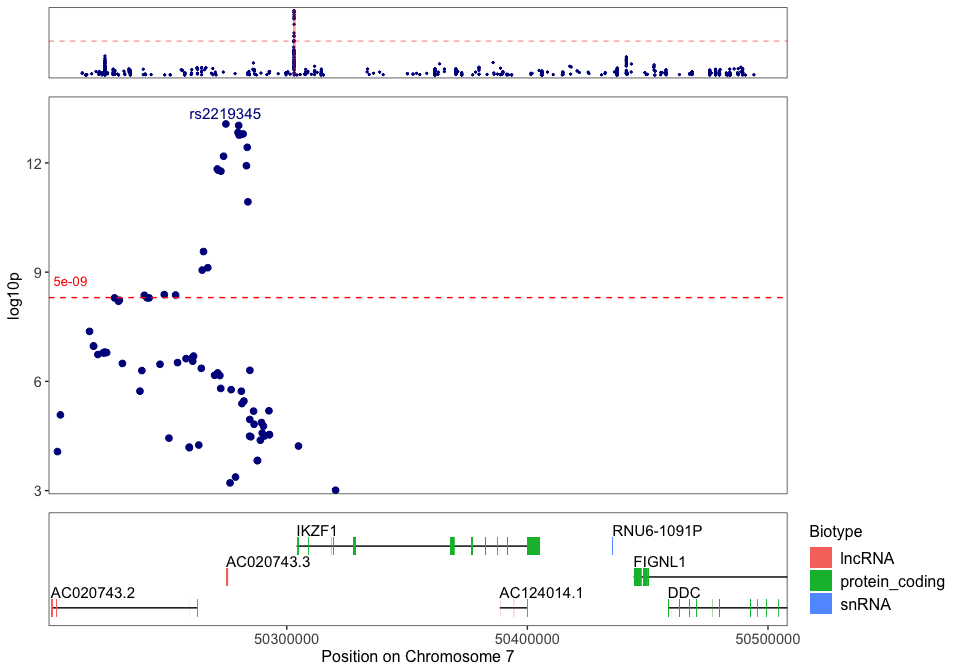 rs2219345
12
9
5e-09
log10p
6
3
IKZF1
RNU6-1091P
Biotype
AC020743.3
FIGNL1
lncRNA
protein_coding
AC020743.2
AC124014.1
DDC
snRNA
50300000
50400000
50500000
Position on Chromosome 7